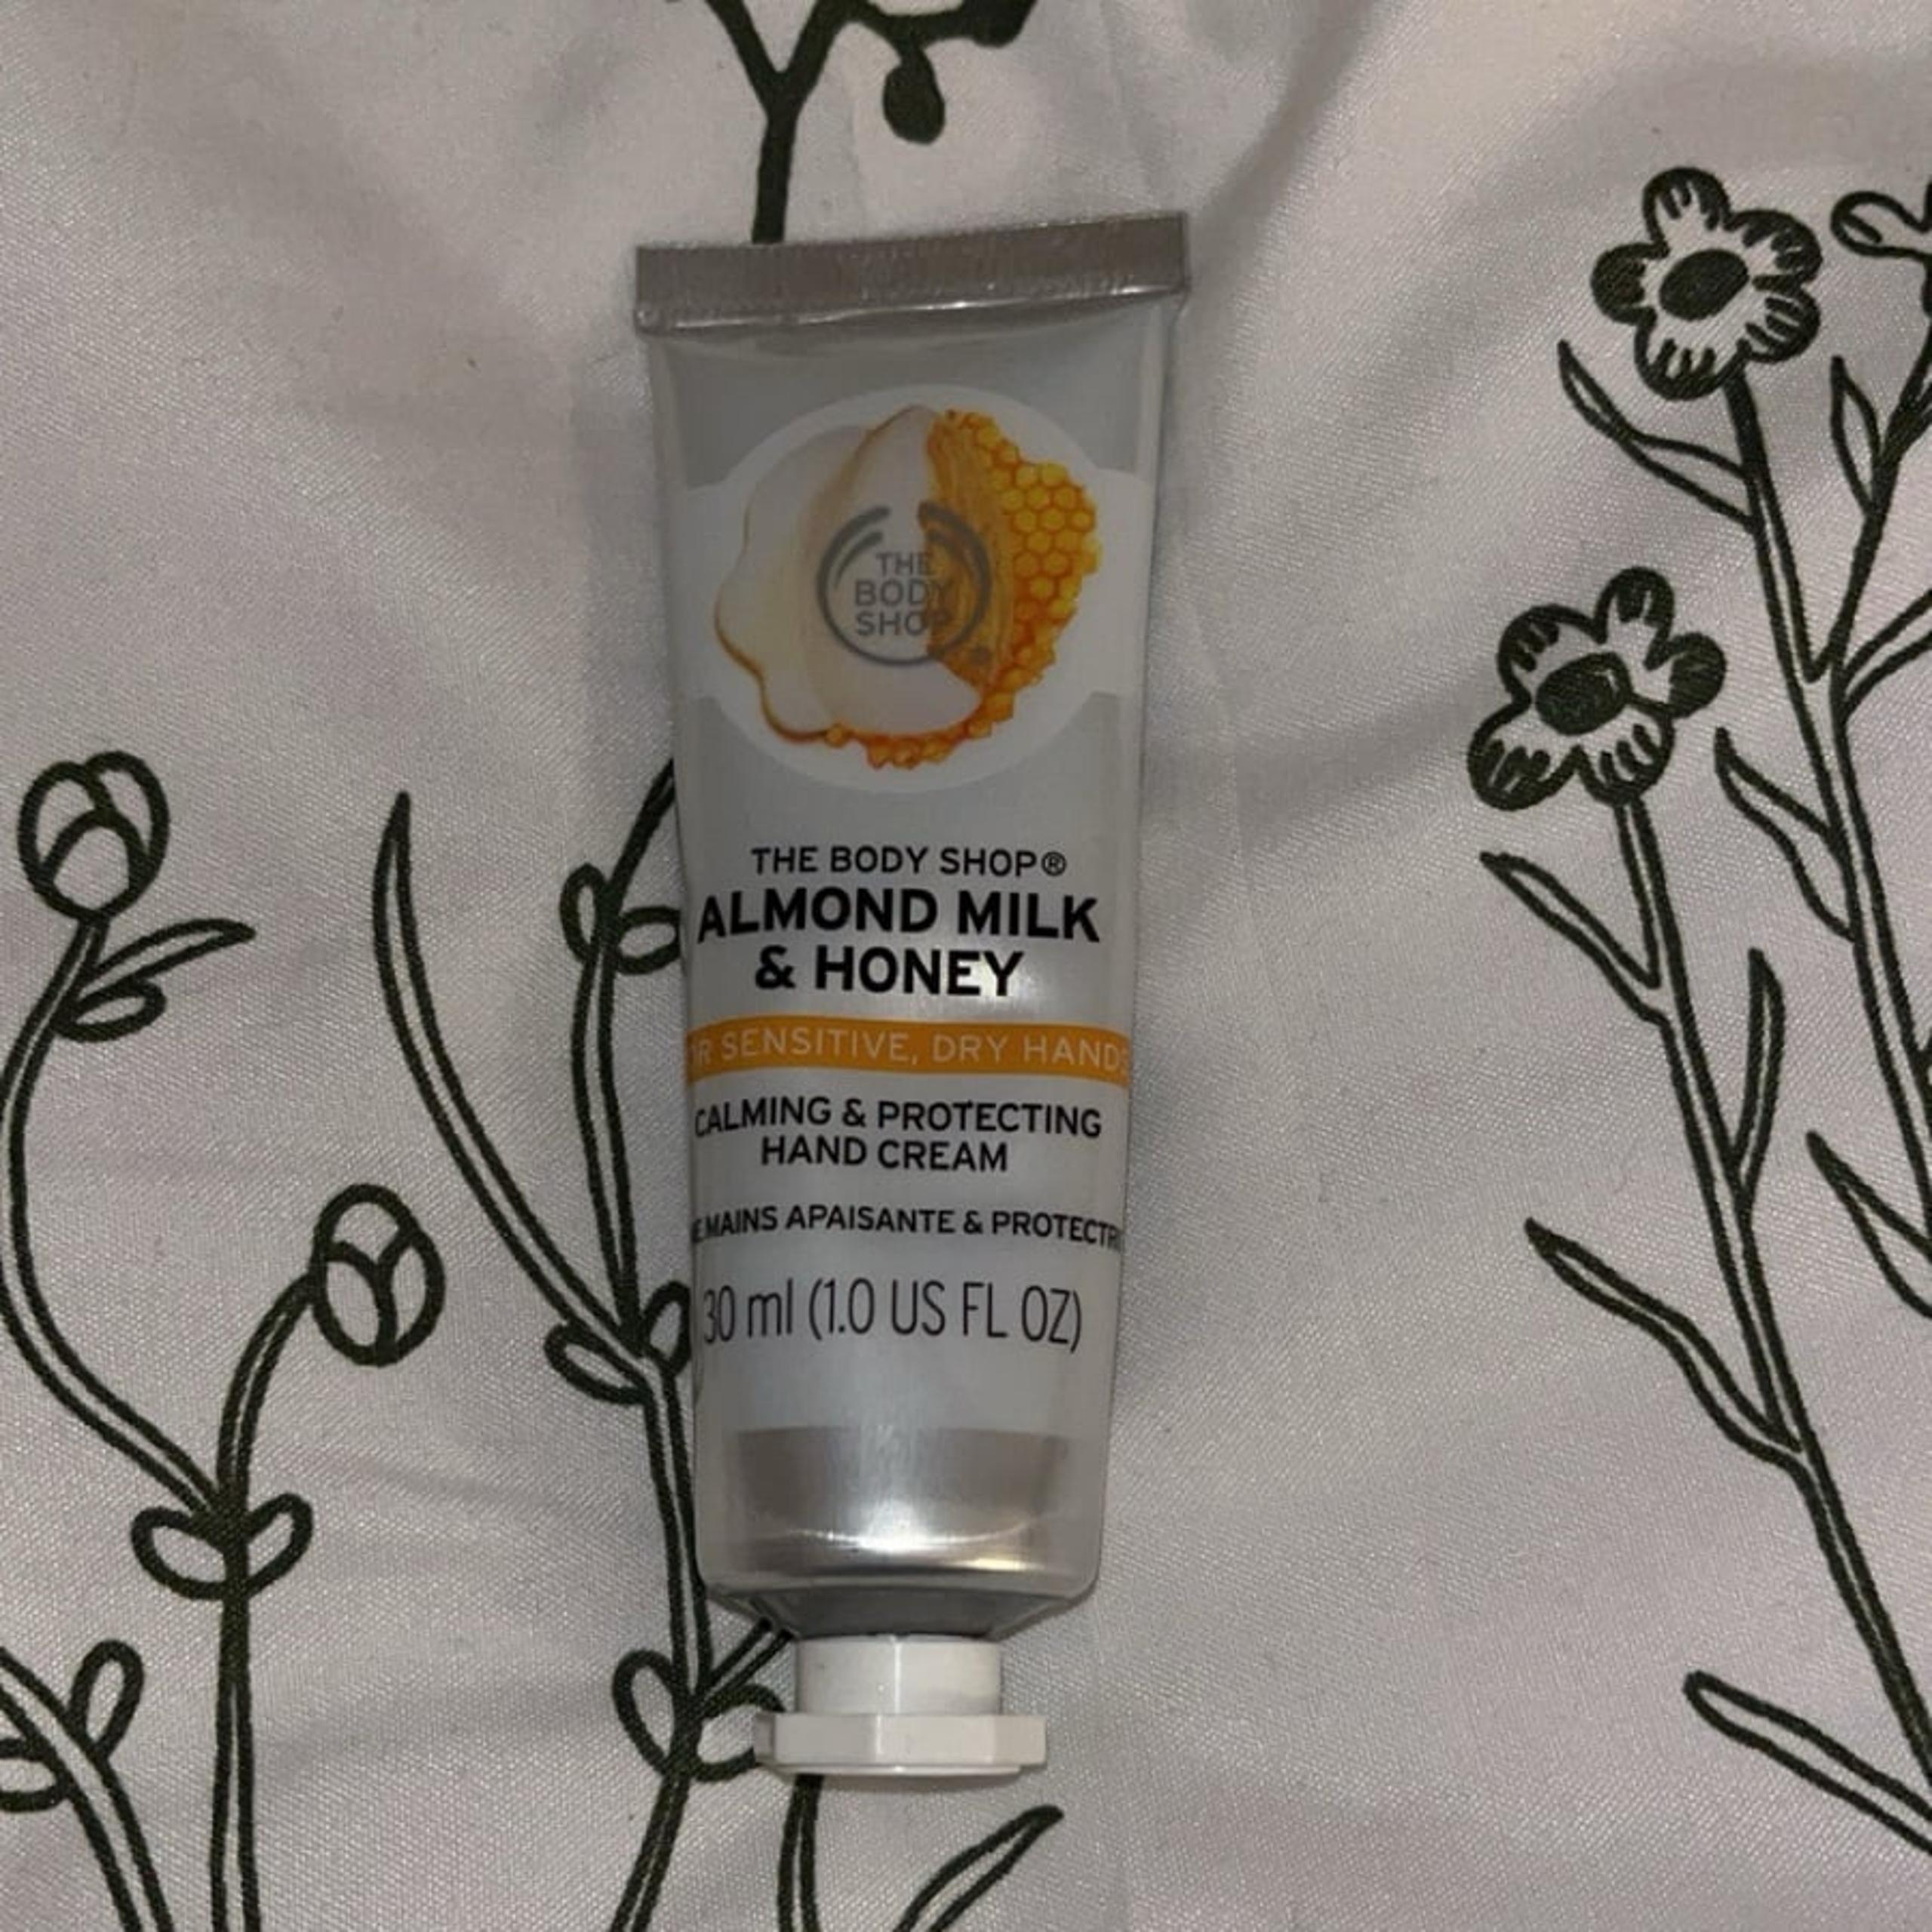 THE
BODY
SHOP
THE BODY SHOP®
ALMOND MILK
& HONEY
SENSITIVE, DRY HANDS
CALMING & PROTECTING
HAND CREAM
MAINS APAISANTE & PROTECTRI
30 ml (1.0 US FL OZ)